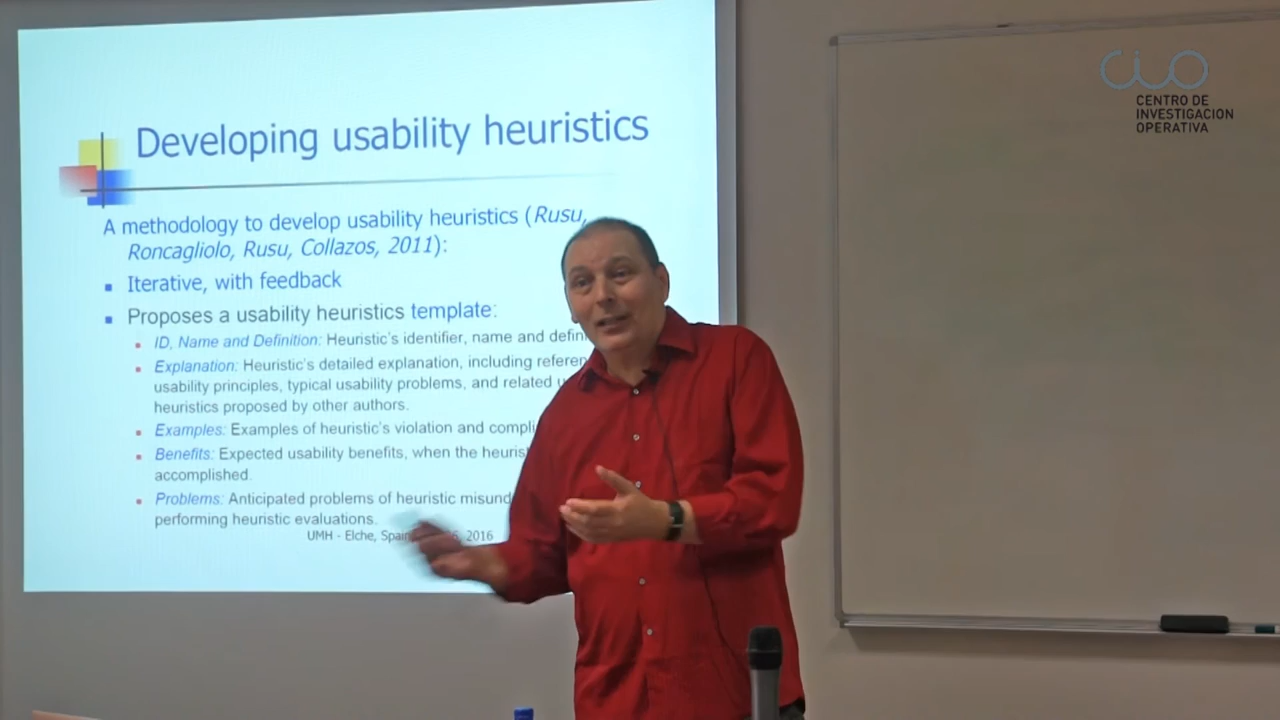 Developing usability heuristics
A methodology to develop usability heuristics (Rusu,
Roncagliolo, Rusu, Collazos, 2011):
Iterative, with feedback
Proposes a usability heuristics template:
ID, Name and Definition: Heuristic's identifier, name and
Explanation: Heuristic's detailed explanation, including
usability principles, typical usability problems, and related
heuristics proposed by other authors.
Examples: Examples of heuristic's violation and
Benefits: Expected usability benefits, when the
accomplished.
Problems: Anticipated problems of heuristic
performing heuristic evaluations.
UMH - Elche, 2016
CIO
CENTRO DE
INVESTIGACION
OPERATIVA